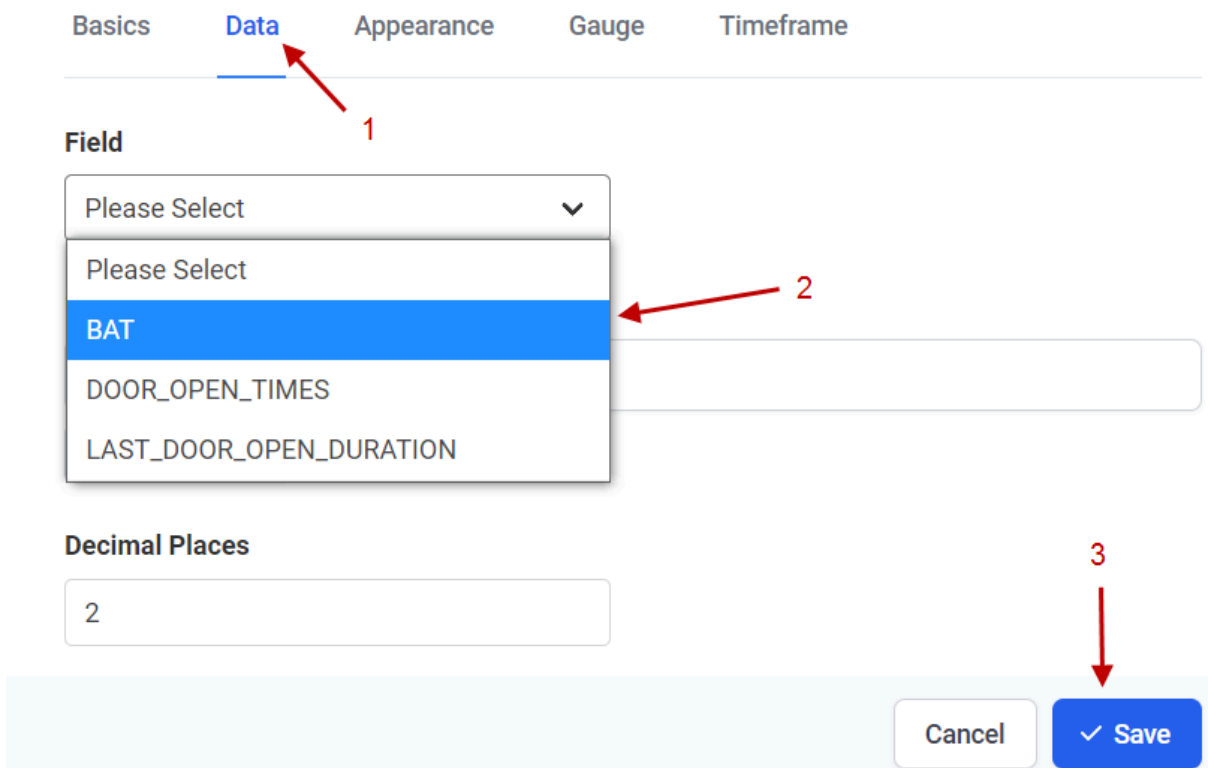 Basics Data Appearance Gauge Timeframe
1
Field
Please Select
Please Select
2
BAT
DOOR_OPEN_TIMES
LAST_DOOR_OPEN_DURATION
Decimal Places
3
2
Cancel Save